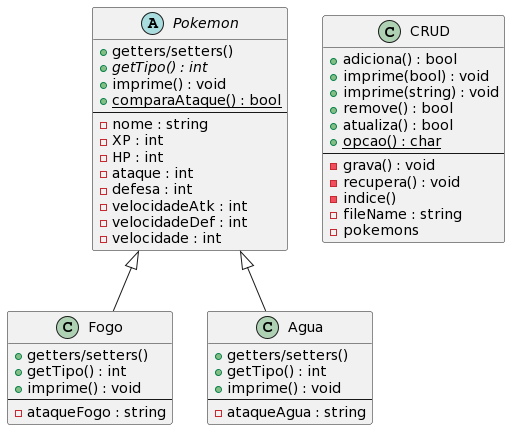 A Pokemon
+getters/setters()
getTipo() : int
imprime() : void
comparaAtaque() : bool
nome : string
XP : int
HP : int
ataque : int
defesa : int
velocidadeAtk : int
velocidadeDef : int
velocidade : int
C CRUD
adiciona() : bool
imprime(bool) : void
imprime(string) : void
remove() : bool
atualiza() : bool
opcao() : char
grava() : void
recupera() : void
indice()
fileName : string
pokemons
C Fogo
getters/setters()
getTipo() : int
imprime() : void
ataqueFogo : string
C Agua
getters/setters()
getTipo() : int
imprime() : void
ataqueAgua : string